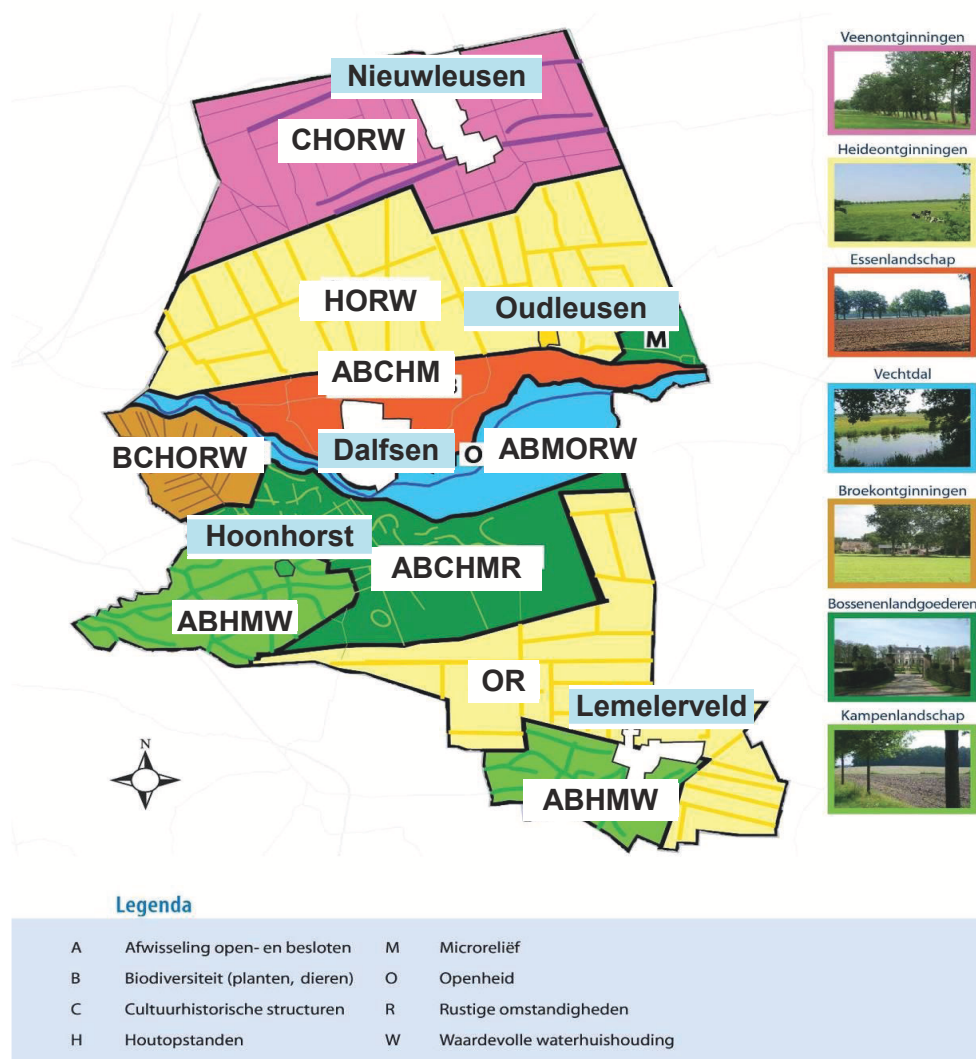 Nieuwleusen
CHORW
HORW
Oudleusen
M
ABCHM
BCHORW
Dalfsen
O
ABMORW
Hoonhorst
ABCHMR
ABHMW
OR
Lemelerveld
ABHMW
N
Veenontginningen
Heideontginningen
Essenlandschap
Vechtdal
Broekontginningen
Bossenenlandgoederen
Kampenlandschap
Legenda
A Afwisseling open- en besloten M Microreliëf
B Biodiversiteit (planten, dieren) O Openheid
C Cultuurhistorische structuren R Rustige omstandigheden
H Houtopstanden W Waardevolle waterhuishouding